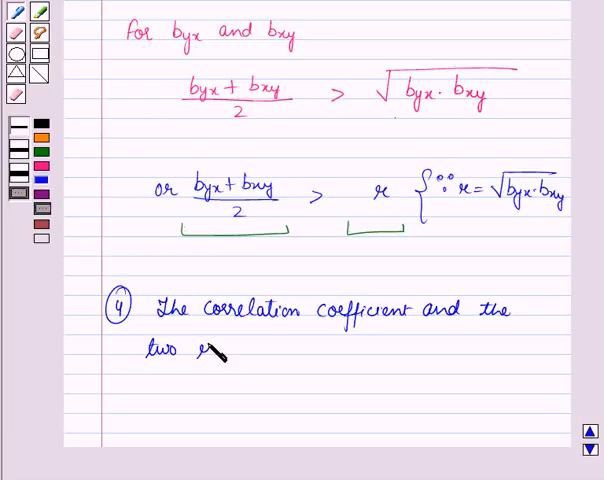 for byx and bxy
byx + bxy / 2 > √byx · bxy
or byx + bxy / 2 > r {∵ r = √byx · bxy
④ The correlation coefficient and the
two r